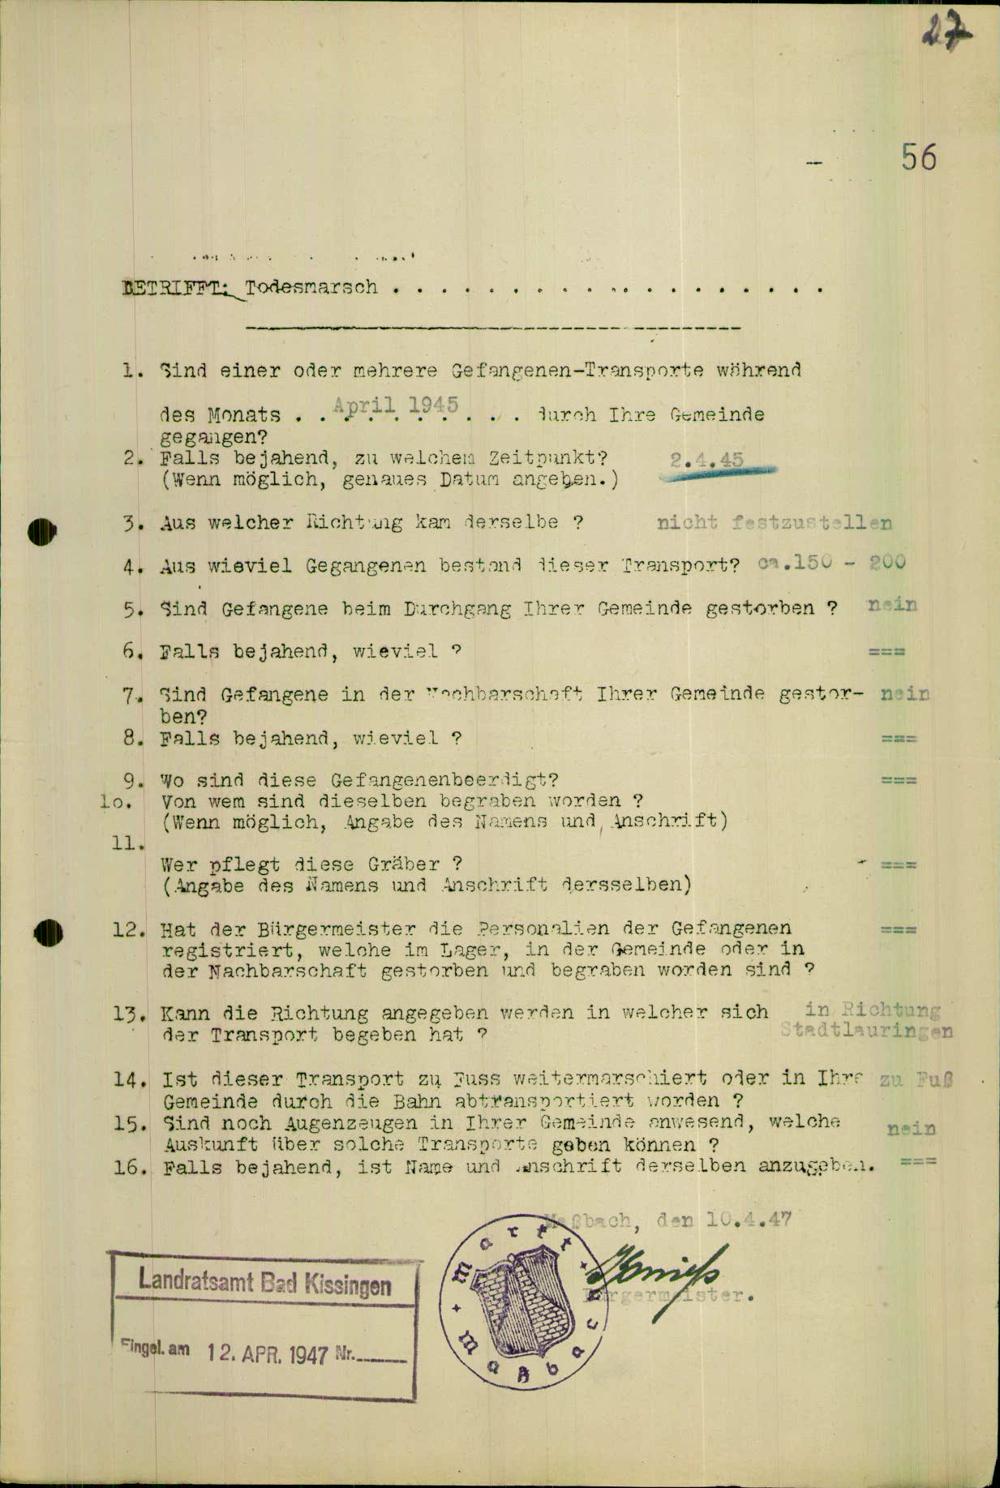 27
- 56
BETRIFFT: Todesmarsch . . . . . . . . . . . . . . . . . . .
1. Sind einer oder mehrere Gefangenen-Transporte während
des Monats . . April 1945 . . . durch Ihre Gemeinde
gegangen?
2. Falls bejahend, zu welchem Zeitpunkt? 2.4.45
(Wenn möglich, genaues Datum angeben.)
3. Aus welcher Richtung kam derselbe ? nicht festzustellen
4. Aus wieviel Gegangenen bestand dieser Transport? ca.150 - 200
5. Sind Gefangene beim Durchgang Ihrer Gemeinde gestorben ? nein
6. Falls bejahend, wieviel ? ===
7. Sind Gefangene in der Nachbarschaft Ihrer Gemeinde gestor- nein
ben?
8. Falls bejahend, wieviel ? ===
9. Wo sind diese Gefangenenbeerdigt? ===
1o. Von wem sind dieselben begraben worden ?
(Wenn möglich, Angabe des Namens und Anschrift)
11.
Wer pflegt diese Gräber ? ===
(Angabe des Namens und Anschrift dersselben)
12. Hat der Bürgermeister die Personalien der Gefangenen ===
registriert, welche im Lager, in der Gemeinde oder in
der Nachbarschaft gestorben und begraben worden sind ?
13. Kann die Richtung angegeben werden in welcher sich in Richtung
der Transport begeben hat ? Stadtlauringen
14. Ist dieser Transport zu Fuss weitermarschiert oder in Ihre zu Fuß
Gemeinde durch die Bahn abtransportiert worden ?
15. Sind noch Augenzeugen in Ihrer Gemeinde anwesend, welche nein
Auskunft über solche Transporte geben können ?
16. Falls bejahend, ist Name und Anschrift derselben anzugeben. ===
Maßbach, den 10.4.47
Bürgermeister.
Markt Maßbach
Landratsamt Bad Kissingen
Eingel. am 12. APR. 1947 Nr.